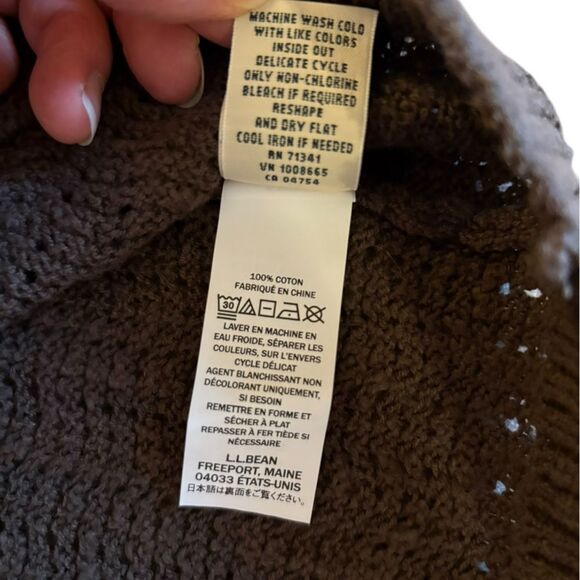 MACHINE WASH COLD
WITH LIKE COLORS
INSIDE OUT
DELICATE CYCLE
ONLY NON-CHLORINE
BLEACH IF REQUIRED
RESHAPE
AND DRY FLAT
COOL IRON IF NEEDED
RN 71341
VN 1008665
CA 04754
100% COTON
FABRIQUÉ EN CHINE
30
LAVER EN MACHINE EN
EAU FROIDE, SÉPARER LES
COULEURS, SUR L'ENVERS
CYCLE DÉLICAT
AGENT BLANCHISSANT NON
DÉCOLORANT UNIQUEMENT,
SI BESOIN
REMETTRE EN FORME ET
SÉCHER À PLAT
REPASSER À FER TIÈDE SI
NÉCESSAIRE
L.L.BEAN
FREEPORT, MAINE
04033 ÉTATS-UNIS
日本語は裏面をご覧ください。